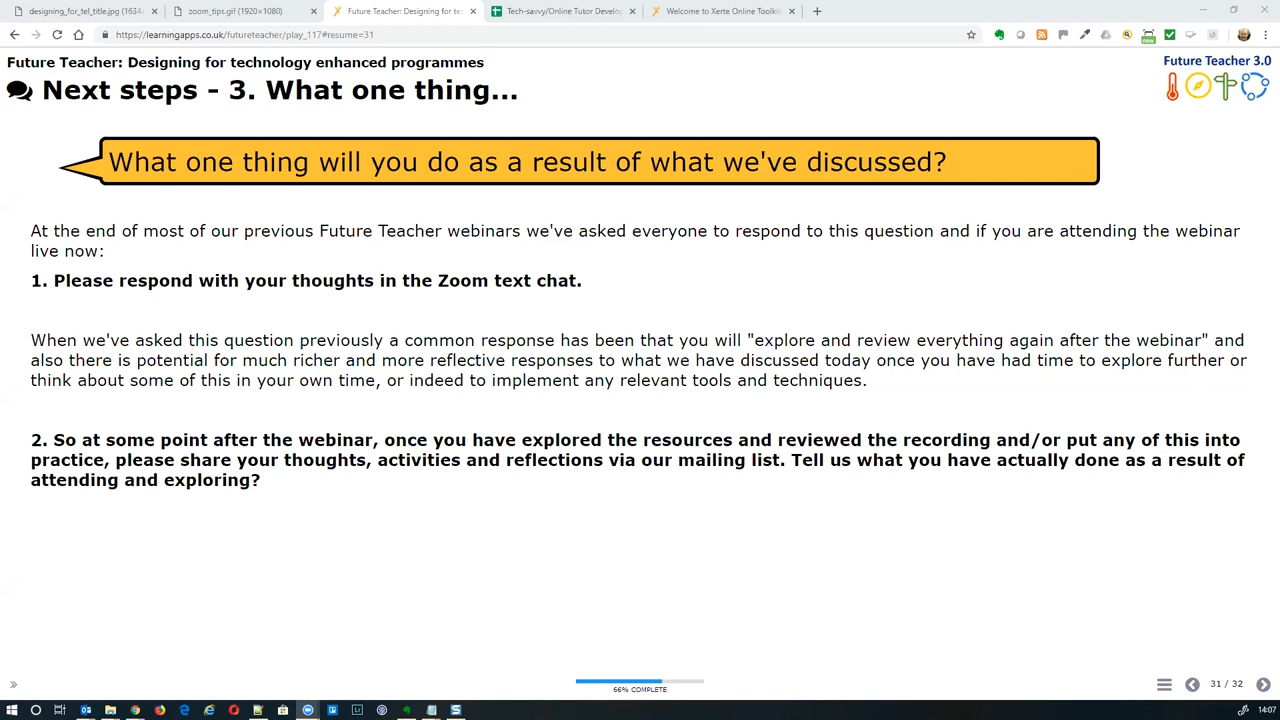 designing_for_tel_title.jpg (1634×
zoom_tips.gif (1920×1080)
Future Teacher: Designing for tel
Tech-savvy/Online Tutor Develop
Welcome to Xerte Online Toolkits
https://learningapps.co.uk/futureteacher/play_117#resume=31
Future Teacher: Designing for technology enhanced programmes
Future Teacher 3.0
Next steps - 3. What one thing...
What one thing will you do as a result of what we've discussed?
At the end of most of our previous Future Teacher webinars we've asked everyone to respond to this question and if you are attending the webinar
live now:
1. Please respond with your thoughts in the Zoom text chat.
When we've asked this question previously a common response has been that you will "explore and review everything again after the webinar" and
also there is potential for much richer and more reflective responses to what we have discussed today once you have had time to explore further or
think about some of this in your own time, or indeed to implement any relevant tools and techniques.
2. So at some point after the webinar, once you have explored the resources and reviewed the recording and/or put any of this into
practice, please share your thoughts, activities and reflections via our mailing list. Tell us what you have actually done as a result of
attending and exploring?
66% COMPLETE
31 / 32
14:07